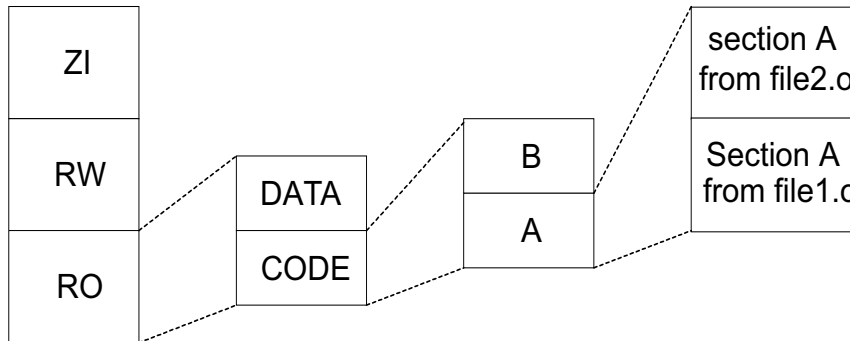 ZI
RW
RO
DATA
CODE
B
A
section A
from file2.o
Section A
from file1.o